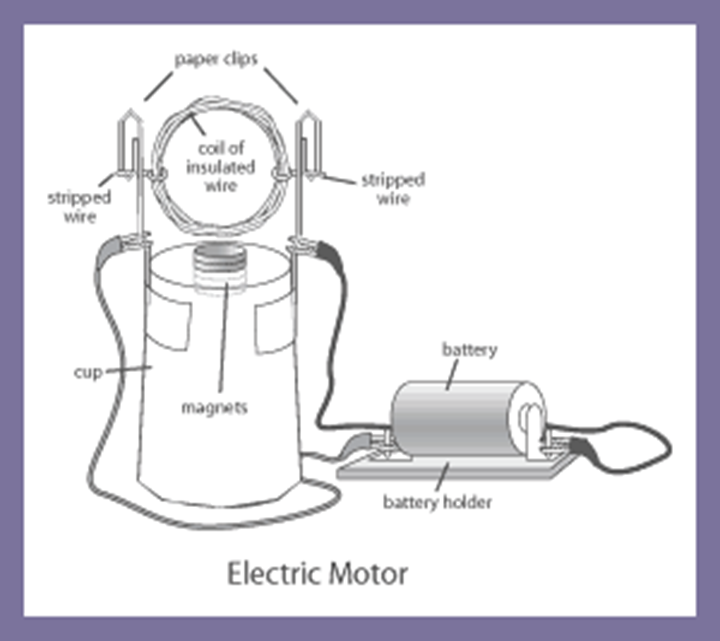 paper clips
coil of
insulated
wire
stripped
wire
stripped
wire
battery
cup
magnets
battery holder
Electric Motor